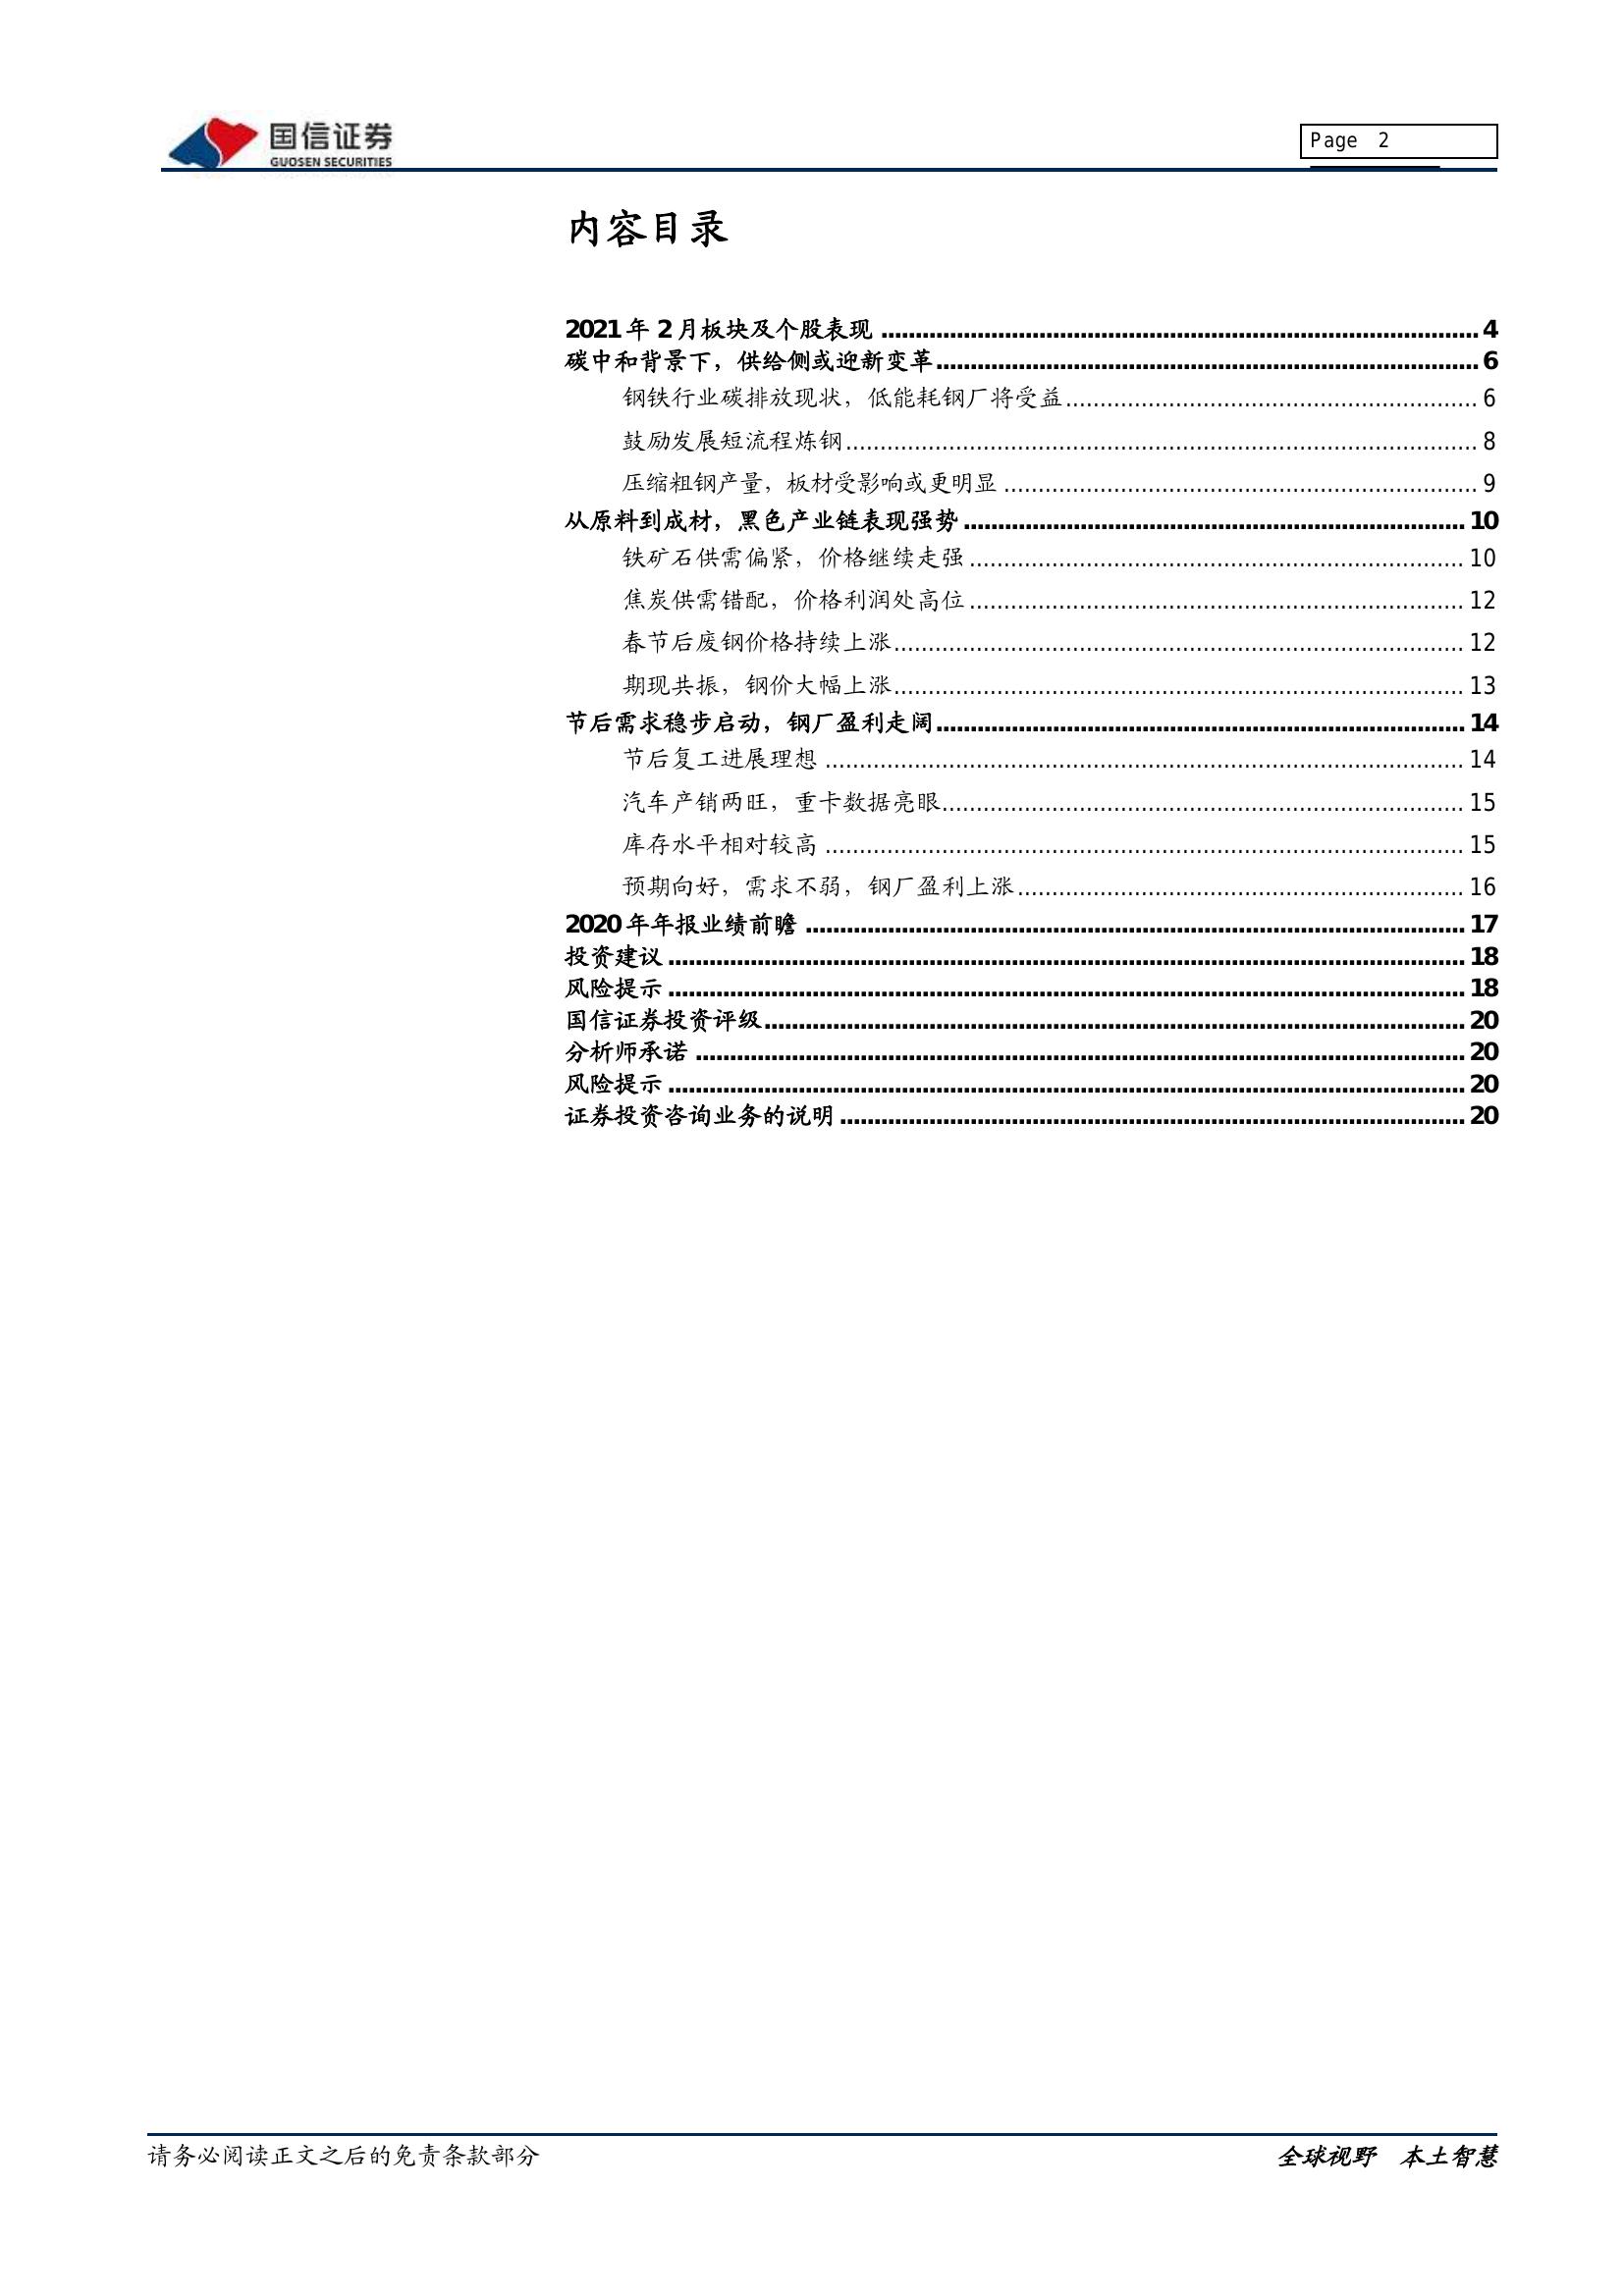 国信证券
GUOSEN SECURITIES
Page 2
内容目录
2021 年 2 月板块及个股表现 ........................................ 4
碳中和背景下，供给侧或迎新变革 ........................................ 6
钢铁行业碳排放现状，低能耗钢厂将受益 ........................................ 6
鼓励发展短流程炼钢 ........................................ 8
压缩粗钢产量，板材受影响或更明显 ........................................ 9
从原料到成材，黑色产业链表现强势 ........................................ 10
铁矿石供需偏紧，价格继续走强 ........................................ 10
焦炭供需错配，价格利润处高位 ........................................ 12
春节后废钢价格持续上涨 ........................................ 12
期现共振，钢价大幅上涨 ........................................ 13
节后需求稳步启动，钢厂盈利走阔 ........................................ 14
节后复工进展理想 ........................................ 14
汽车产销两旺，重卡数据亮眼 ........................................ 15
库存水平相对较高 ........................................ 15
预期向好，需求不弱，钢厂盈利上涨 ........................................ 16
2020 年年报业绩前瞻 ........................................ 17
投资建议 ........................................ 18
风险提示 ........................................ 18
国信证券投资评级 ........................................ 20
分析师承诺 ........................................ 20
风险提示 ........................................ 20
证券投资咨询业务的说明 ........................................ 20
请务必阅读正文之后的免责条款部分
全球视野 本土智慧